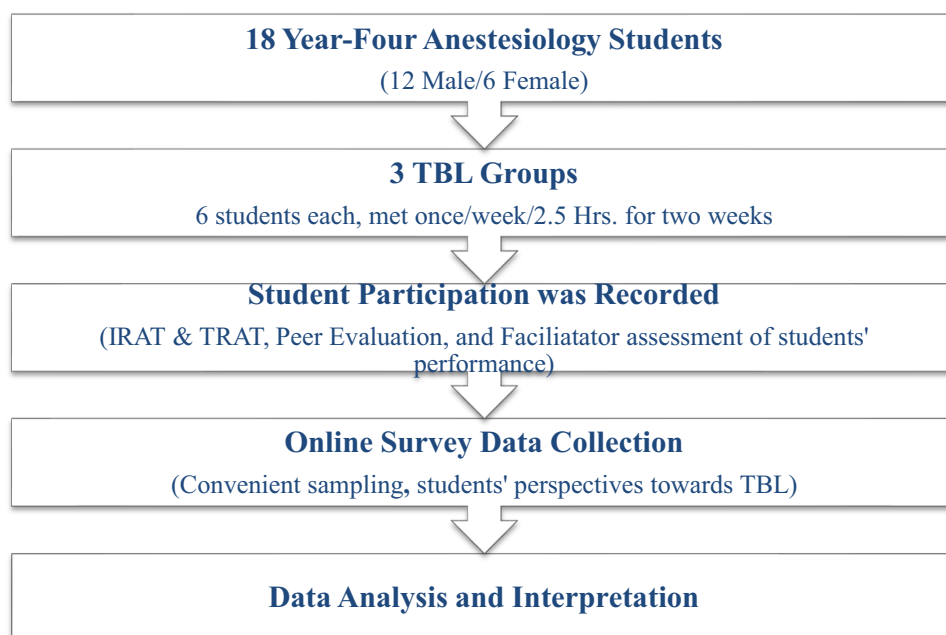 18 Year-Four Anestesiology Students
(12 Male/6 Female)
3 TBL Groups
6 students each, met once/week/2.5 Hrs. for two weeks
Student Participation was Recorded
(IRAT & TRAT, Peer Evaluation, and Faciliatator assessment of students'
performance)
Online Survey Data Collection
(Convenient sampling, students' perspectives towards TBL)
Data Analysis and Interpretation